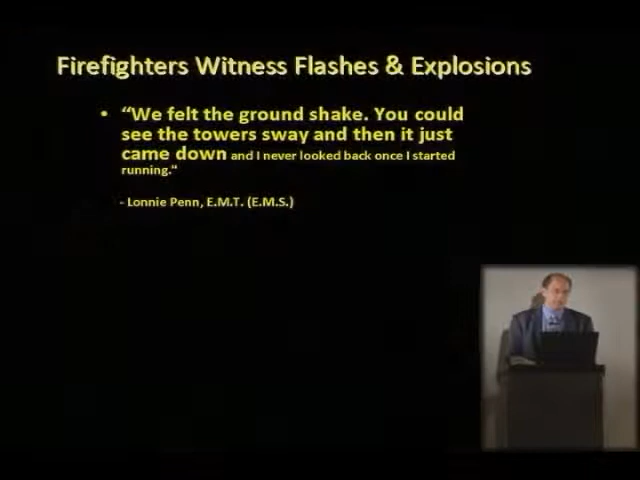 Firefighters Witness Flashes & Explosions
• “We felt the ground shake. You could
see the towers sway and then it just
came down and I never looked back once I started
running.“
- Lonnie Penn, E.M.T. (E.M.S.)